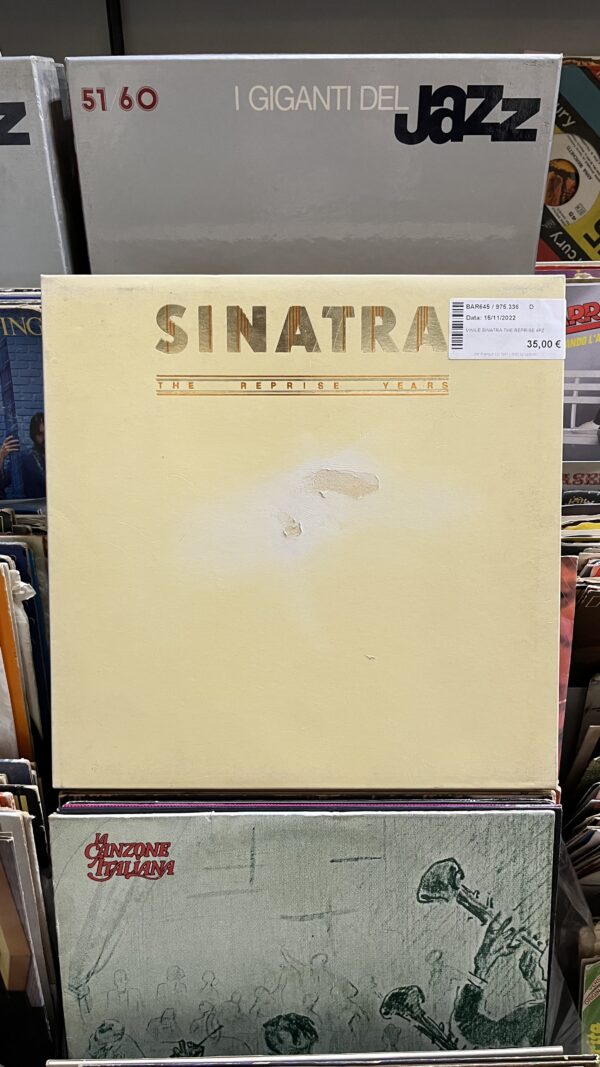 51/60
I GIGANTI DEL JAZZ
SINATRA
THE REPRISE YEARS
BAR645 / 975.336 D
Data: 15/11/2022
VINILE SINATRA THE REPRISE 4PZ
35,00 €
LA
CANZONE
ITALIANA